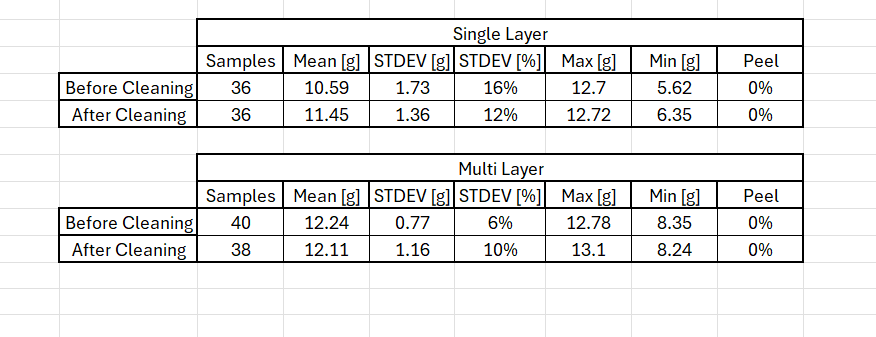 Single Layer
Samples Mean [g] STDEV [g] STDEV [%] Max [g] Min [g] Peel
Before Cleaning 36 10.59 1.73 16% 12.7 5.62 0%
After Cleaning 36 11.45 1.36 12% 12.72 6.35 0%
Multi Layer
Samples Mean [g] STDEV [g] STDEV [%] Max [g] Min [g] Peel
Before Cleaning 40 12.24 0.77 6% 12.78 8.35 0%
After Cleaning 38 12.11 1.16 10% 13.1 8.24 0%